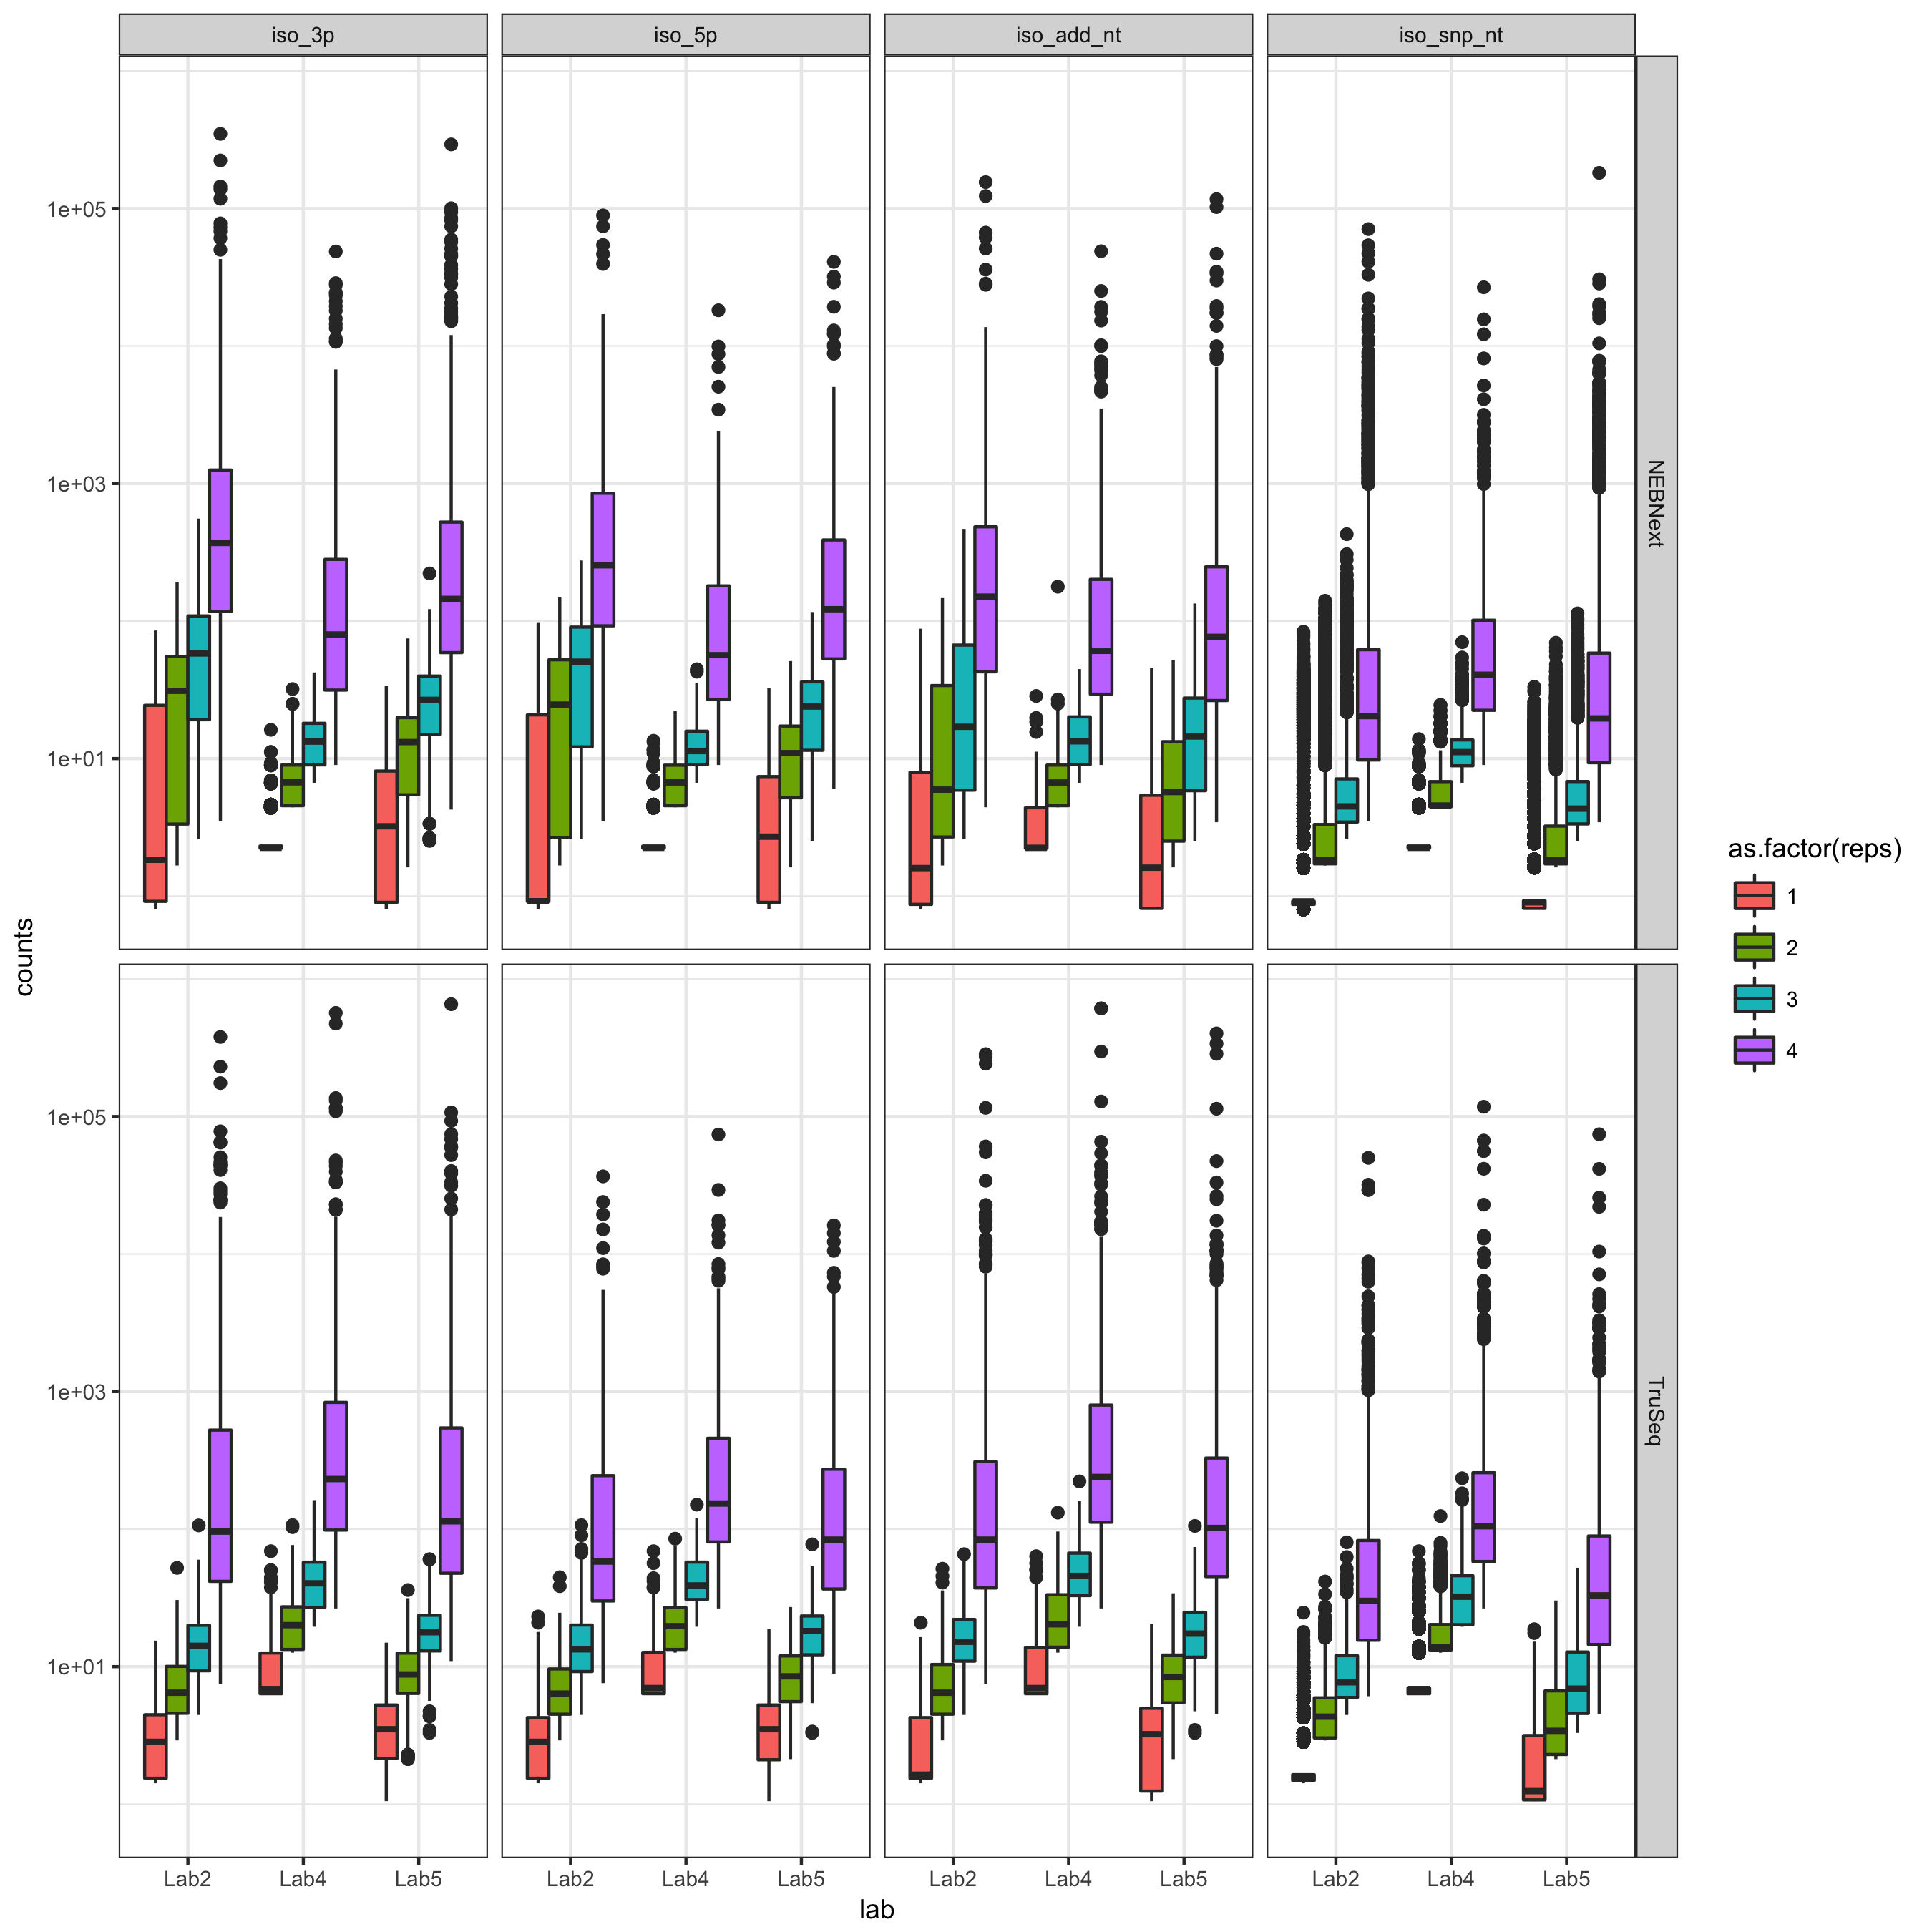 iso_3p iso_5p iso_add_nt iso_snp_nt
1e+05
1e+03
1e+01
NEBNext
counts
1e+05
1e+03
1e+01
TruSeq
Lab2 Lab4 Lab5 Lab2 Lab4 Lab5 Lab2 Lab4 Lab5 Lab2 Lab4 Lab5
lab
as.factor(reps)
1
2
3
4